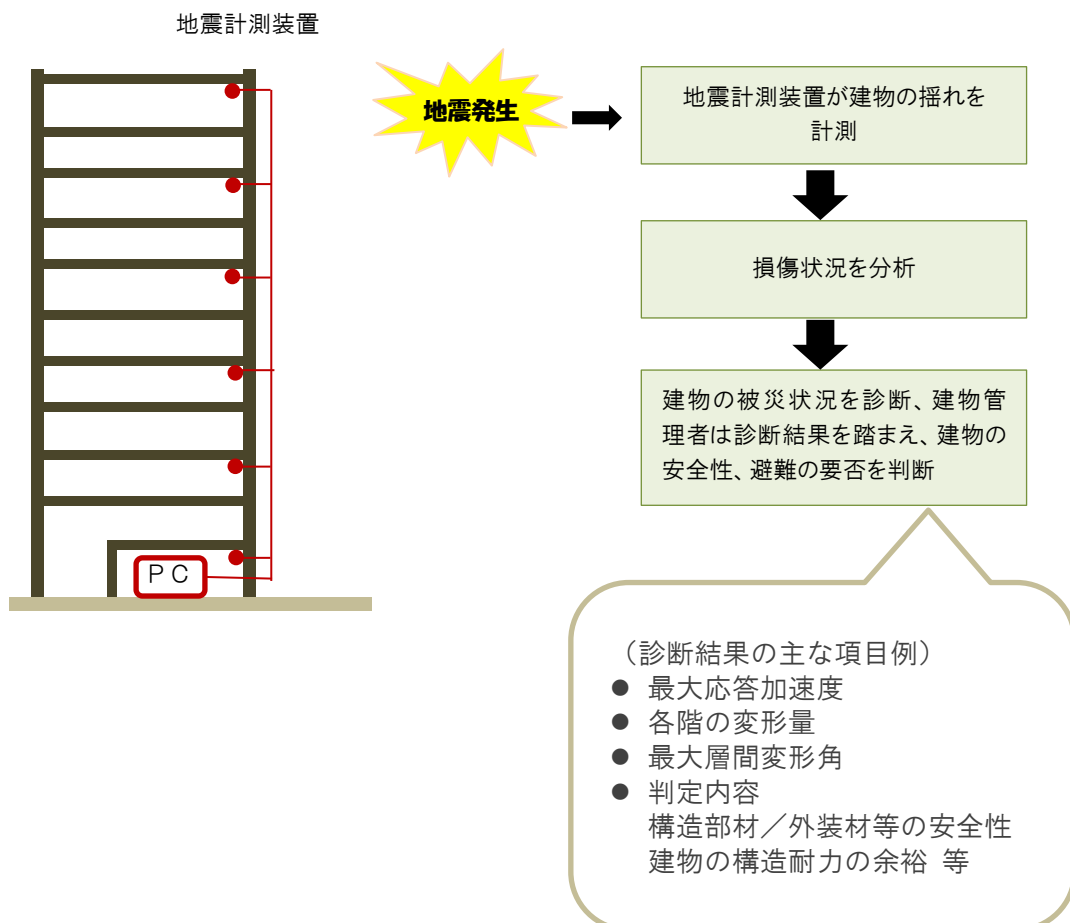 地震計測装置
地震発生
地震計測装置が建物の揺れを
計測
損傷状況を分析
建物の被災状況を診断、建物管
理者は診断結果を踏まえ、建物の
安全性、避難の要否を判断
ＰＣ
（診断結果の主な項目例）
● 最大応答加速度
● 各階の変形量
● 最大層間変形角
● 判定内容
構造部材／外装材等の安全性
建物の構造耐力の余裕 等